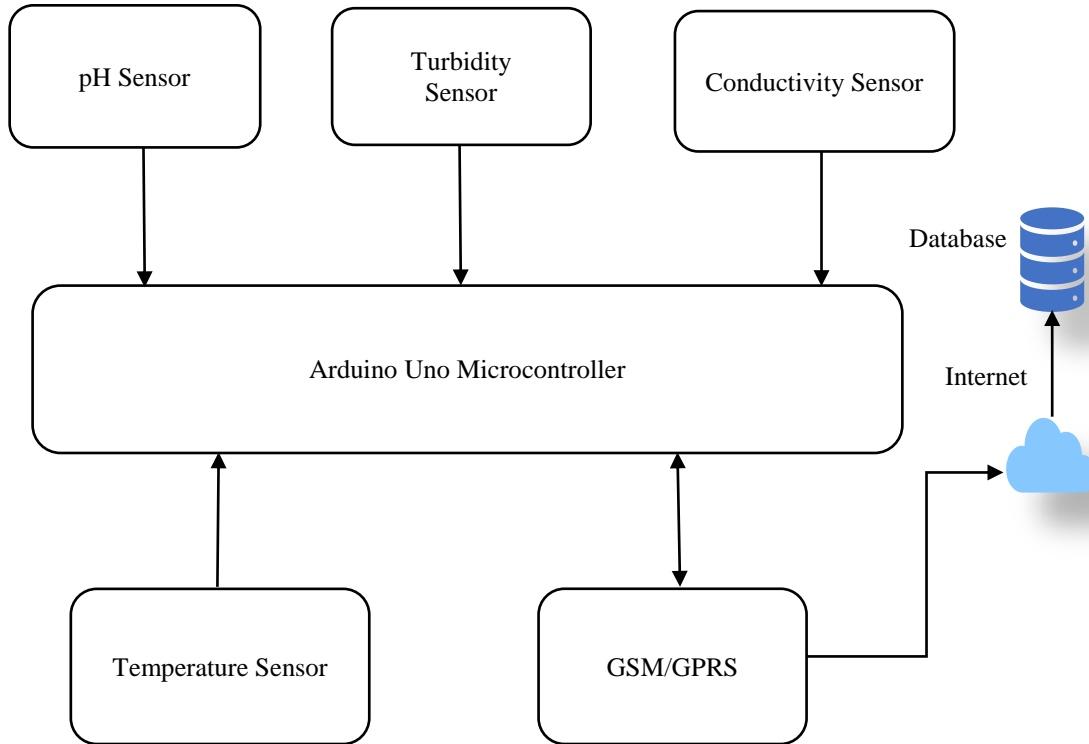 pH Sensor
Turbidity
Sensor
Conductivity Sensor
Database
Arduino Uno Microcontroller
Internet
Temperature Sensor
GSM/GPRS